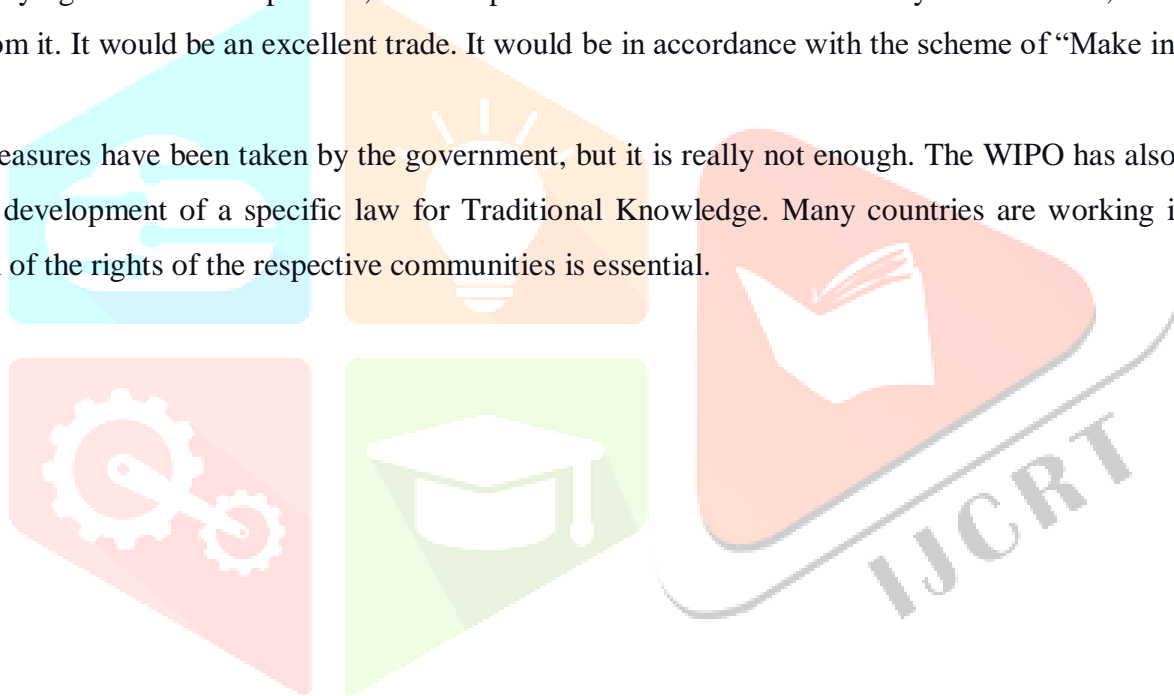 om it. It would be an excellent trade. It would be in accordance with the scheme of “Make in
easures have been taken by the government, but it is really not enough. The WIPO has also
development of a specific law for Traditional Knowledge. Many countries are working i
of the rights of the respective communities is essential.
IJCRT